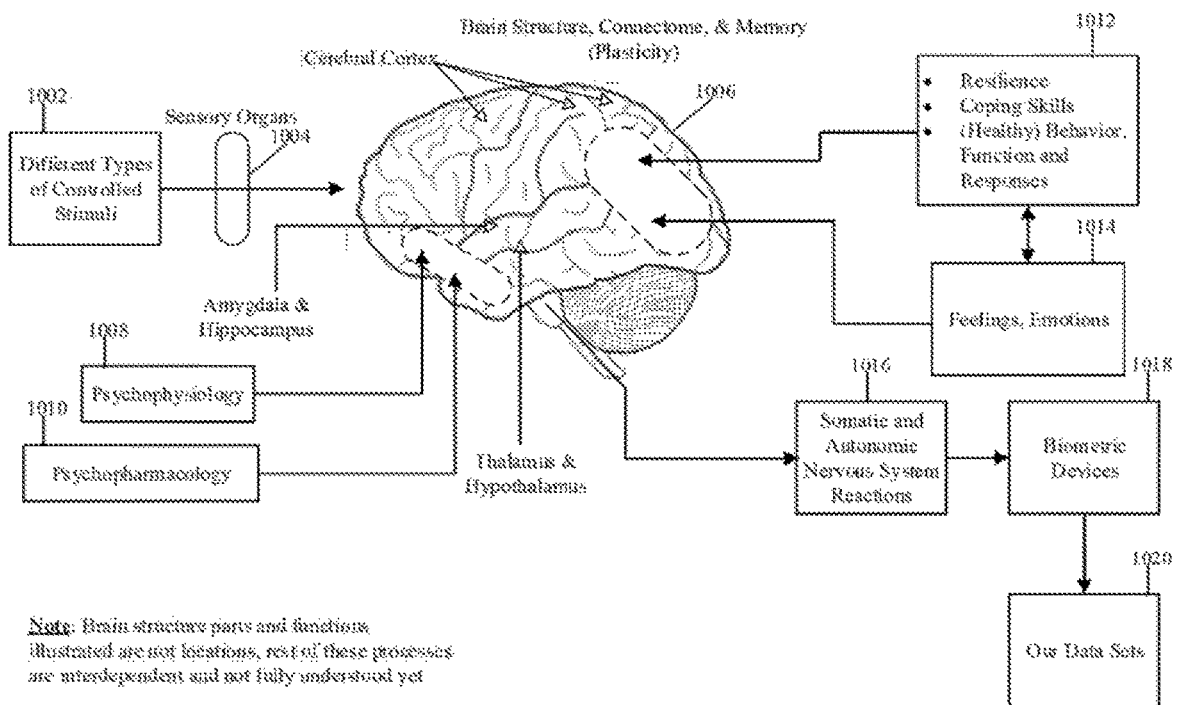 Brain Structure, Connectome, & Memory
(Plasticity)
Cerebral Cortex
1002
Different Types
of Controlled
Stimuli
Sensory Organs
1004
1006
1012
• Resilience
• Coping Skills
• (Healthy) Behavior,
Function and
Responses
1014
Feelings, Emotions
Amygdala &
Hippocampus
1008
Psychophysiology
1010
Psychopharmacology
Thalamus &
Hypothalamus
1016
Somatic and
Autonomic
Nervous System
Reactions
1018
Biometric
Devices
1020
Our Data Sets
Note: Brain structure parts and functions
illustrated are not locations, rest of these processes
are interdependent and not fully understood yet